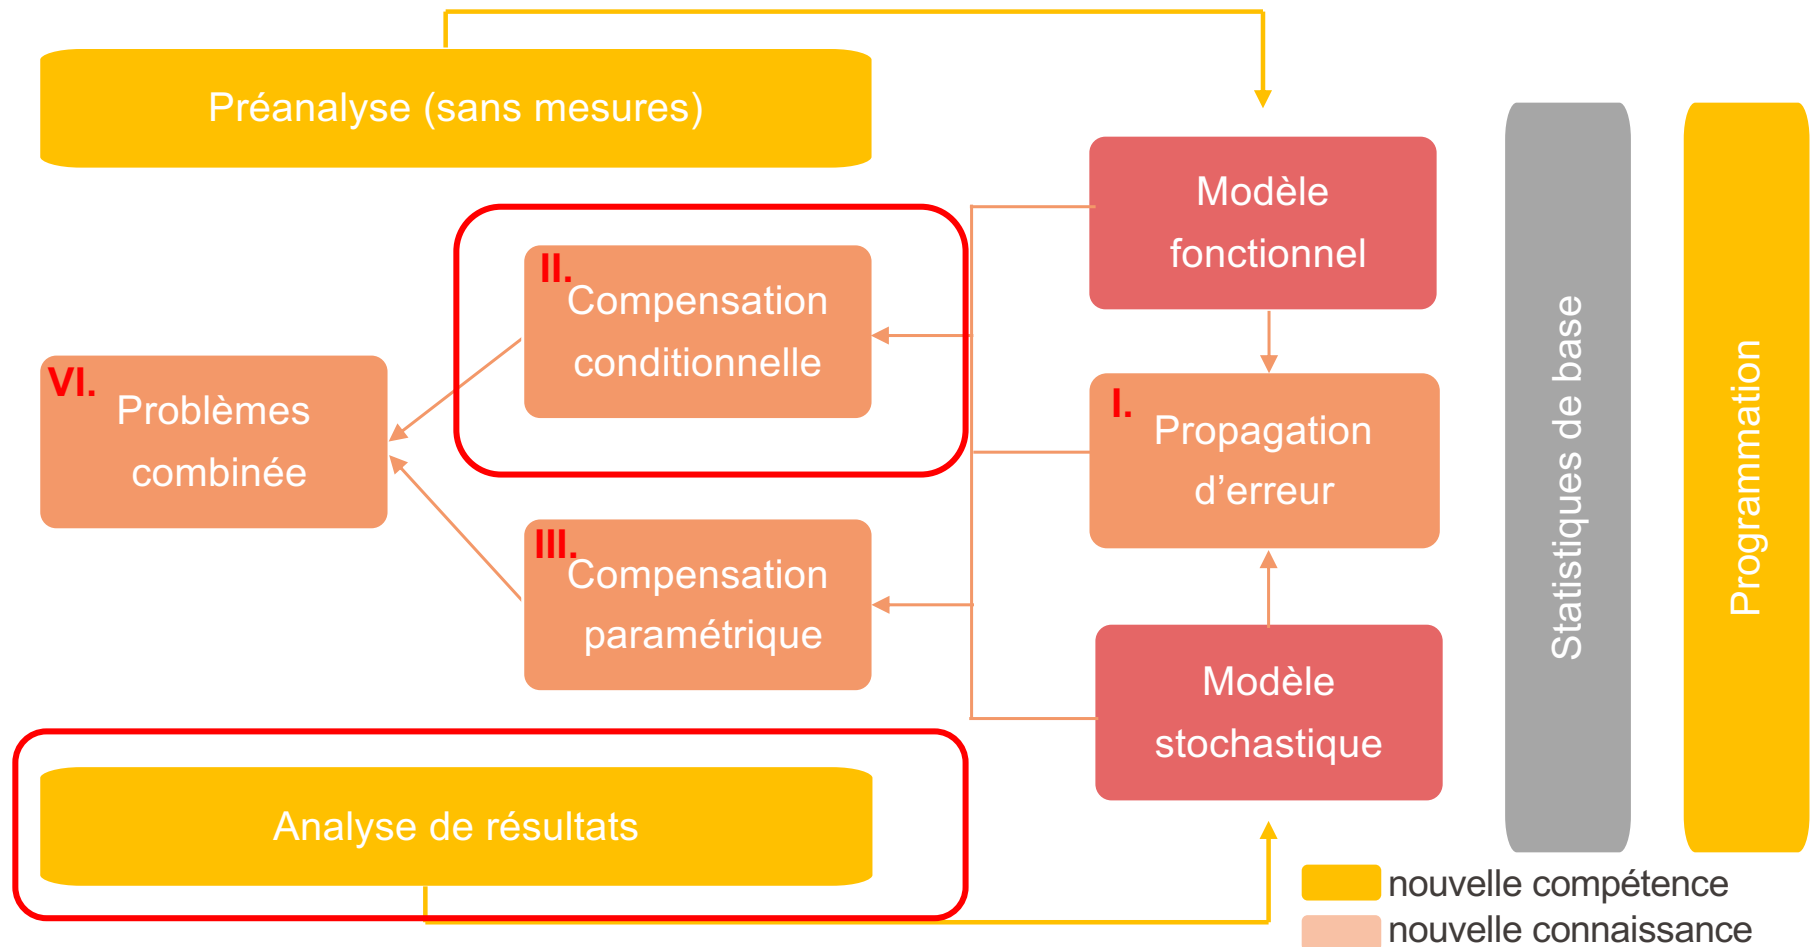 Préanalyse (sans mesures)
Modèle
fonctionnel
II.
Compensation
conditionnelle
VI.
Problèmes
combinée
I.
Propagation
d’erreur
III.
Compensation
paramétrique
Modèle
stochastique
Analyse de résultats
Statistiques de base
Programmation
nouvelle compétence
nouvelle connaissance